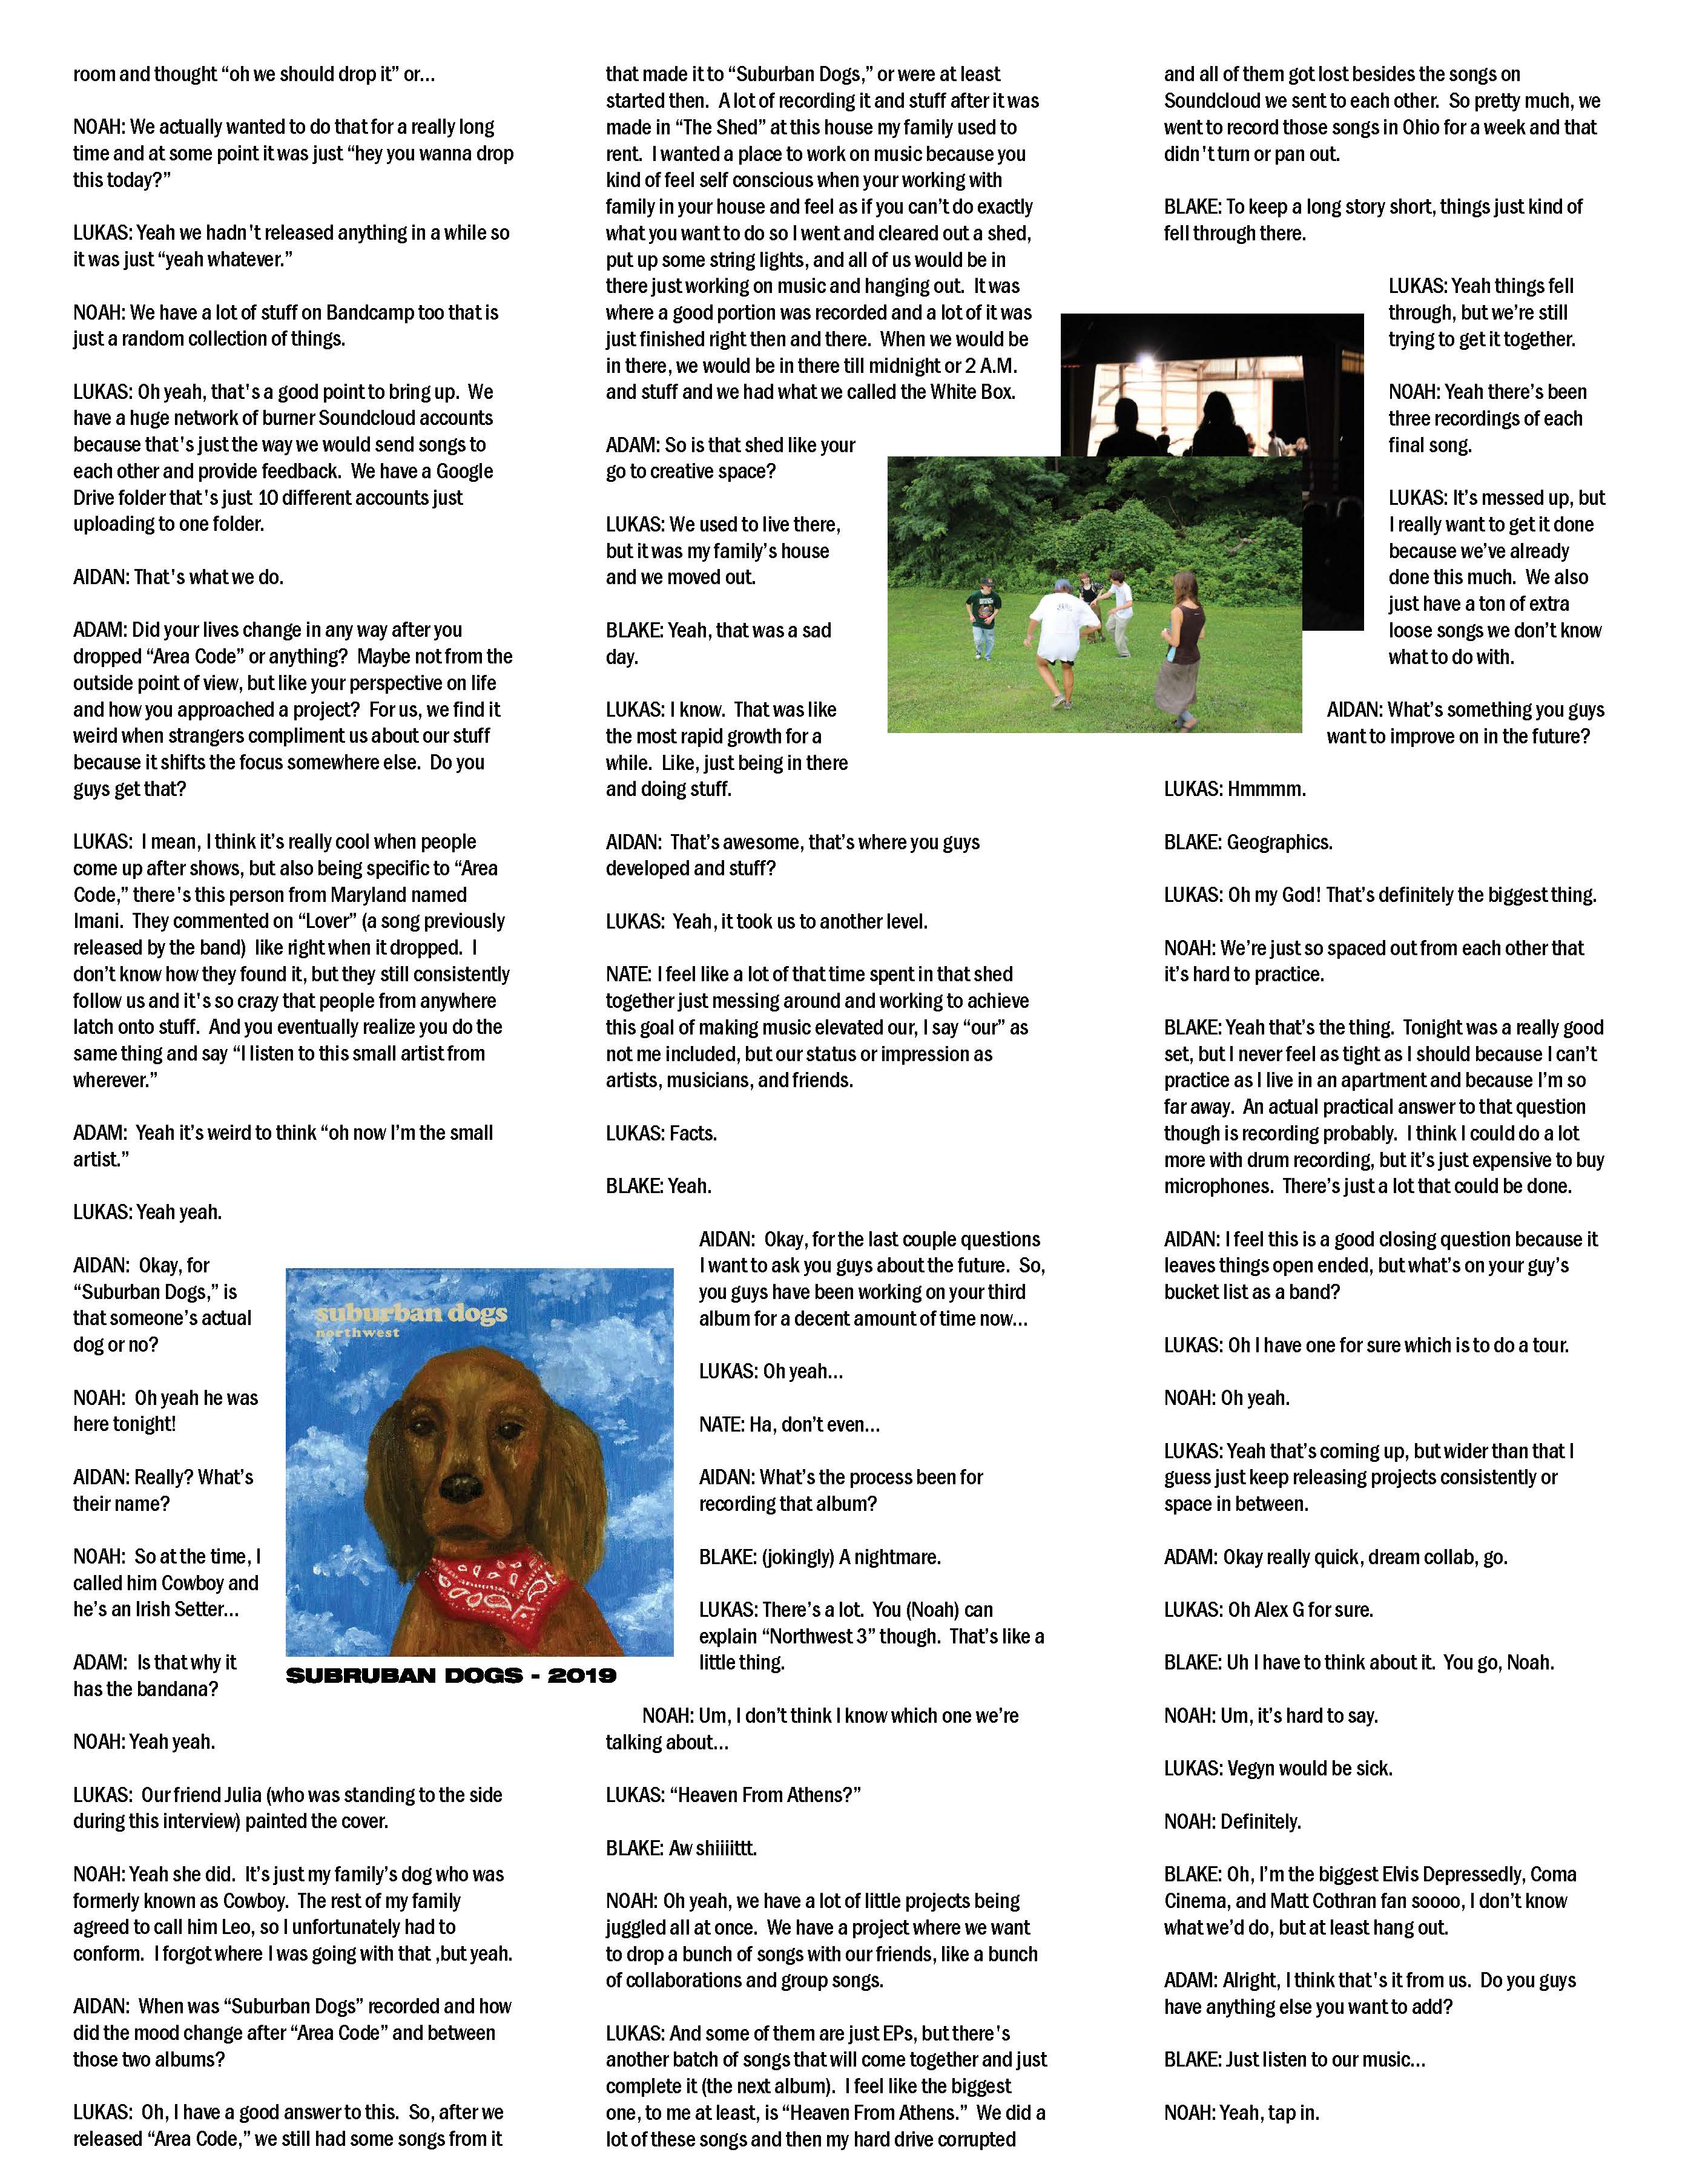 room and thought “oh we should drop it” or...
NOAH: We actually wanted to do that for a really long
time and at some point it was just “hey you wanna drop
this today?”
LUKAS: Yeah we hadn't released anything in a while so
it was just “yeah whatever.”
NOAH: We have a lot of stuff on Bandcamp too that is
just a random collection of things.
LUKAS: Oh yeah, that's a good point to bring up.  We
have a huge network of burner Soundcloud accounts
because that's just the way we would send songs to
each other and provide feedback.  We have a Google
Drive folder that's just 10 different accounts just
uploading to one folder.
AIDAN: That's what we do.
ADAM: Did your lives change in any way after you
dropped “Area Code” or anything?  Maybe not from the
outside point of view, but like your perspective on life
and how you approached a project?  For us, we find it
weird when strangers compliment us about our stuff
because it shifts the focus somewhere else.  Do you
guys get that?
LUKAS:  I mean, I think it’s really cool when people
come up after shows, but also being specific to “Area
Code,” there's this person from Maryland named
Imani.  They commented on “Lover” (a song previously
released by the band)  like right when it dropped.  I
don’t know how they found it, but they still consistently
follow us and it's so crazy that people from anywhere
latch onto stuff.  And you eventually realize you do the
same thing and say “I listen to this small artist from
wherever.”
ADAM:  Yeah it’s weird to think “oh now I’m the small
artist.”
LUKAS: Yeah yeah.
AIDAN:  Okay, for
“Suburban Dogs,” is
that someone’s actual
dog or no?
NOAH:  Oh yeah he was
here tonight!
AIDAN: Really? What’s
their name?
NOAH:  So at the time, I
called him Cowboy and
he’s an Irish Setter...
ADAM:  Is that why it
has the bandana?
NOAH: Yeah yeah.
LUKAS:  Our friend Julia (who was standing to the side
during this interview) painted the cover.
NOAH: Yeah she did.  It’s just my family’s dog who was
formerly known as Cowboy.  The rest of my family
agreed to call him Leo, so I unfortunately had to
conform.  I forgot where I was going with that ,but yeah.
AIDAN:  When was “Suburban Dogs” recorded and how
did the mood change after “Area Code” and between
those two albums?
LUKAS:  Oh, I have a good answer to this.  So, after we
released “Area Code,” we still had some songs from it
suburban dogs
northwest
SUBRUBAN DOGS - 2019
that made it to “Suburban Dogs,” or were at least
started then.  A lot of recording it and stuff after it was
made in “The Shed” at this house my family used to
rent.  I wanted a place to work on music because you
kind of feel self conscious when your working with
family in your house and feel as if you can’t do exactly
what you want to do so I went and cleared out a shed,
put up some string lights, and all of us would be in
there just working on music and hanging out.  It was
where a good portion was recorded and a lot of it was
just finished right then and there.  When we would be
in there, we would be in there till midnight or 2 A.M.
and stuff and we had what we called the White Box.
ADAM: So is that shed like your
go to creative space?
LUKAS: We used to live there,
but it was my family’s house
and we moved out.
BLAKE: Yeah, that was a sad
day.
LUKAS: I know.  That was like
the most rapid growth for a
while.  Like, just being in there
and doing stuff.
AIDAN:  That’s awesome, that’s where you guys
developed and stuff?
LUKAS:  Yeah, it took us to another level.
NATE: I feel like a lot of that time spent in that shed
together just messing around and working to achieve
this goal of making music elevated our, I say “our” as
not me included, but our status or impression as
artists, musicians, and friends.
LUKAS: Facts.
BLAKE: Yeah.
AIDAN:  Okay, for the last couple questions
I want to ask you guys about the future.  So,
you guys have been working on your third
album for a decent amount of time now...
LUKAS: Oh yeah...
NATE: Ha, don’t even...
AIDAN: What’s the process been for
recording that album?
BLAKE: (jokingly) A nightmare.
LUKAS: There’s a lot.  You (Noah) can
explain “Northwest 3” though.  That’s like a
little thing.
NOAH: Um, I don’t think I know which one we’re
talking about...
LUKAS: “Heaven From Athens?”
BLAKE: Aw shiiiittt.
NOAH: Oh yeah, we have a lot of little projects being
juggled all at once.  We have a project where we want
to drop a bunch of songs with our friends, like a bunch
of collaborations and group songs.
LUKAS: And some of them are just EPs, but there's
another batch of songs that will come together and just
complete it (the next album).  I feel like the biggest
one, to me at least, is “Heaven From Athens.”  We did a
lot of these songs and then my hard drive corrupted
and all of them got lost besides the songs on
Soundcloud we sent to each other.  So pretty much, we
went to record those songs in Ohio for a week and that
didn't turn or pan out.
BLAKE: To keep a long story short, things just kind of
fell through there.
LUKAS: Yeah things fell
through, but we’re still
trying to get it together.
NOAH: Yeah there’s been
three recordings of each
final song.
LUKAS: It’s messed up, but
I really want to get it done
because we’ve already
done this much.  We also
just have a ton of extra
loose songs we don’t know
what to do with.
AIDAN: What’s something you guys
want to improve on in the future?
LUKAS: Hmmmm.
BLAKE: Geographics.
LUKAS: Oh my God! That’s definitely the biggest thing.
NOAH: We’re just so spaced out from each other that
it’s hard to practice.
BLAKE: Yeah that’s the thing.  Tonight was a really good
set, but I never feel as tight as I should because I can’t
practice as I live in an apartment and because I’m so
far away.  An actual practical answer to that question
though is recording probably.  I think I could do a lot
more with drum recording, but it’s just expensive to buy
microphones.  There’s just a lot that could be done.
AIDAN: I feel this is a good closing question because it
leaves things open ended, but what’s on your guy’s
bucket list as a band?
LUKAS: Oh I have one for sure which is to do a tour.
NOAH: Oh yeah.
LUKAS: Yeah that’s coming up, but wider than that I
guess just keep releasing projects consistently or
space in between.
ADAM: Okay really quick, dream collab, go.
LUKAS: Oh Alex G for sure.
BLAKE: Uh I have to think about it.  You go, Noah.
NOAH: Um, it’s hard to say.
LUKAS: Vegyn would be sick.
NOAH: Definitely.
BLAKE: Oh, I’m the biggest Elvis Depressedly, Coma
Cinema, and Matt Cothran fan soooo, I don’t know
what we’d do, but at least hang out.
ADAM: Alright, I think that's it from us.  Do you guys
have anything else you want to add?
BLAKE: Just listen to our music...
NOAH: Yeah, tap in.